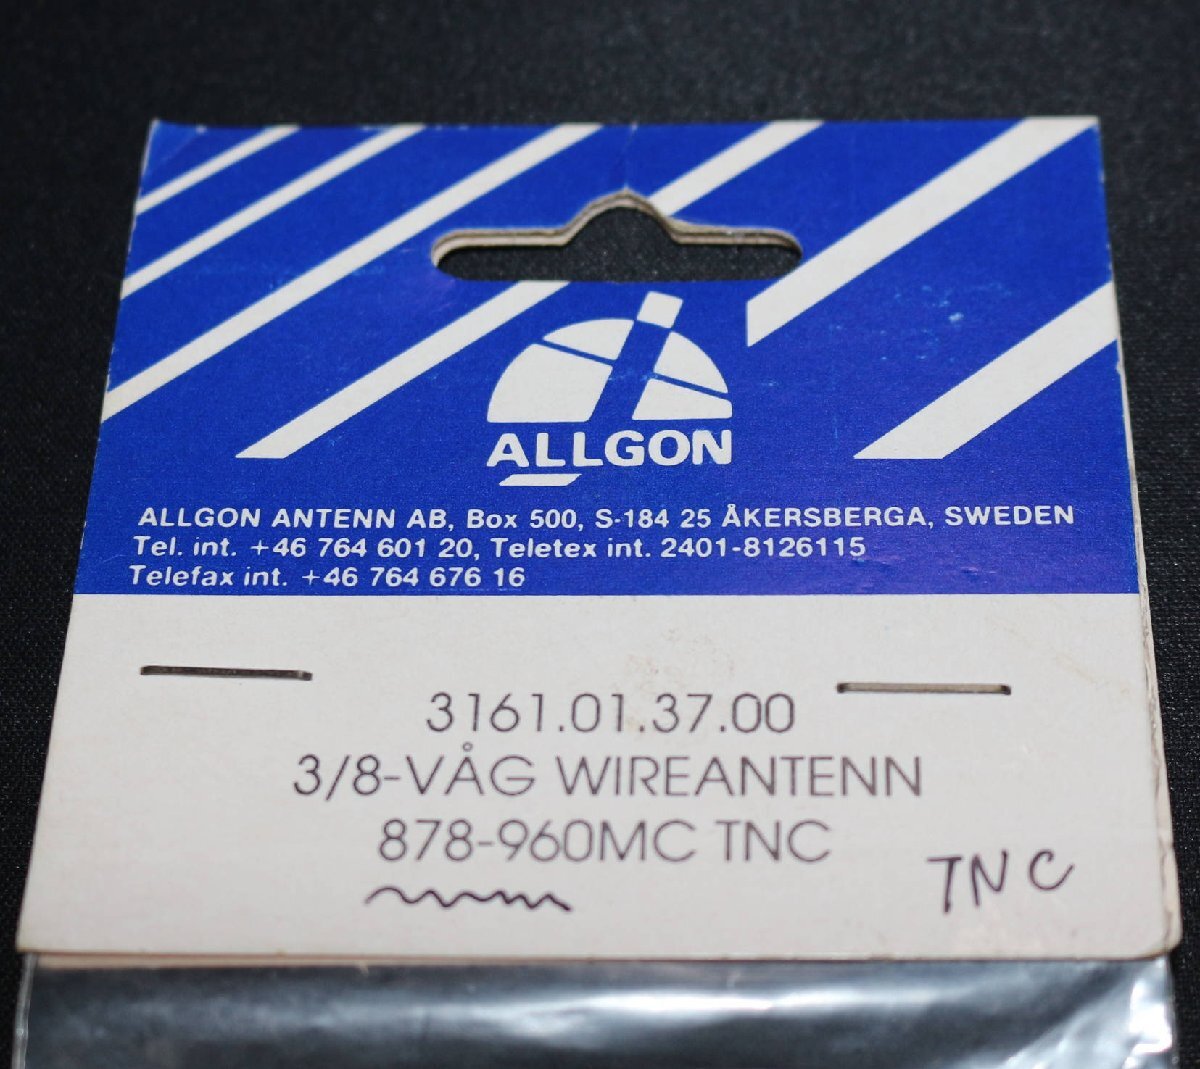 ALLGON
ALLGON ANTENN AB, Box 500, S-184 25 ÅKERSBERGA, SWEDEN
Tel. int. +46 764 601 20, Teletex int. 2401-8126115
Telefax int. +46 764 676 16
3161.01.37.00
3/8-VÅG WIREANTENN
878-960MC TNC
TNC